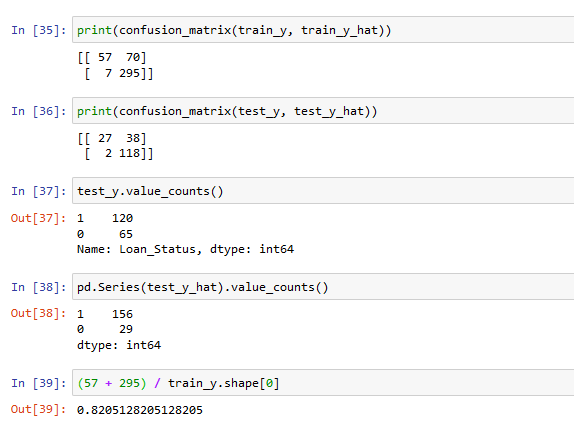 In [35]: print(confusion_matrix(train_y, train_y_hat))
[[ 57  70]
 [  7 295]]
In [36]: print(confusion_matrix(test_y, test_y_hat))
[[ 27  38]
 [  2 118]]
In [37]: test_y.value_counts()
Out[37]: 1    120
0     65
Name: Loan_Status, dtype: int64
In [38]: pd.Series(test_y_hat).value_counts()
Out[38]: 1    156
0     29
dtype: int64
In [39]: (57 + 295) / train_y.shape[0]
Out[39]: 0.8205128205128205